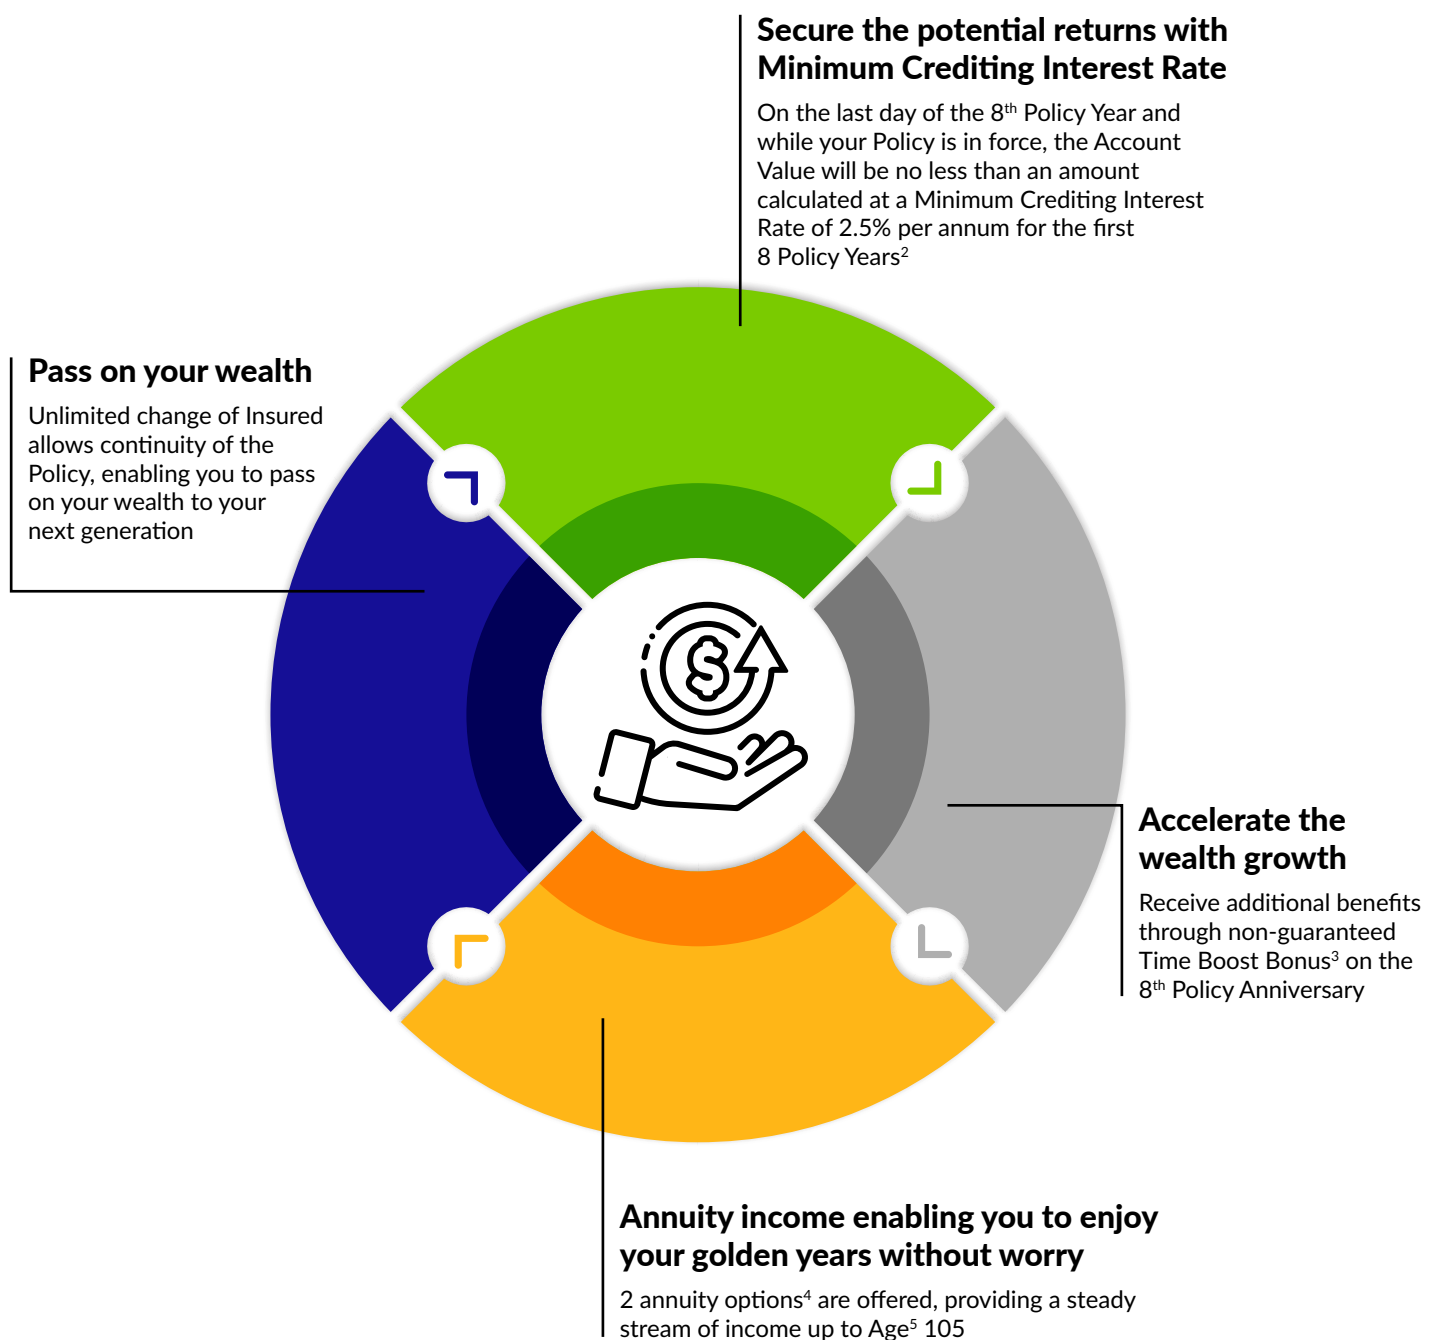 Secure the potential returns with
Minimum Crediting Interest Rate
On the last day of the 8th Policy Year and
while your Policy is in force, the Account
Value will be no less than an amount
calculated at a Minimum Crediting Interest
Rate of 2.5% per annum for the first
8 Policy Years2
Pass on your wealth
Unlimited change of Insured
allows continuity of the
Policy, enabling you to pass
on your wealth to your
next generation
Accelerate the
wealth growth
Receive additional benefits
through non-guaranteed
Time Boost Bonus3 on the
8th Policy Anniversary
Annuity income enabling you to enjoy
your golden years without worry
2 annuity options4 are offered, providing a steady
stream of income up to Age5 105